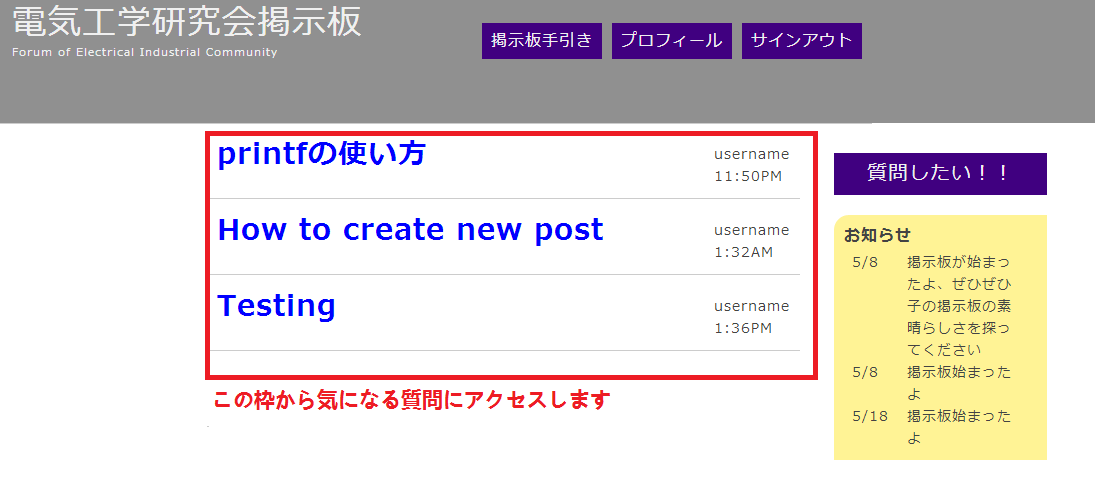 電気工学研究会掲示板
Forum of Electrical Industrial Community
掲示板手引き
プロフィール
サインアウト
printfの使い方
username
11:50PM
How to create new post
username
1:32AM
Testing
username
1:36PM
この枠から気になる質問にアクセスします
質問したい！！
お知らせ
5/8 掲示板が始まっ
たよ、ぜひぜひ
子の掲示板の素
晴らしさを探っ
てください
5/8 掲示板始まった
よ
5/18 掲示板始まった
よ